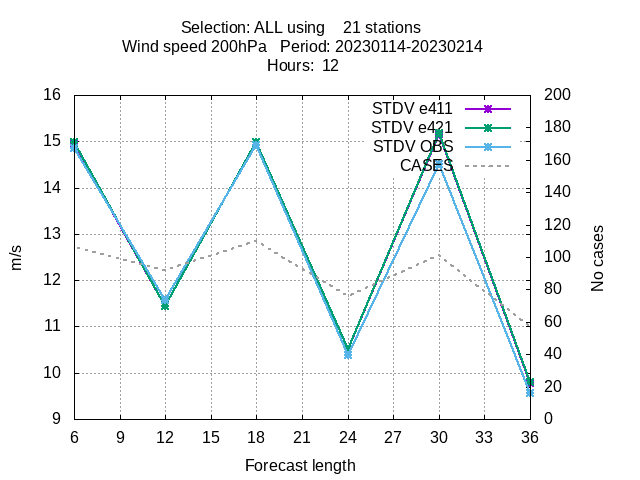 Selection: ALL using 21 stations
Wind speed 200hPa Period: 20230114-20230214
Hours: 12
STDV e411
STDV e421
STDV OBS
CASES
16
15
14
13
12
11
10
9
200
180
160
140
120
100
80
60
40
20
0
m/s
No cases
6 9 12 15 18 21 24 27 30 33 36
Forecast length